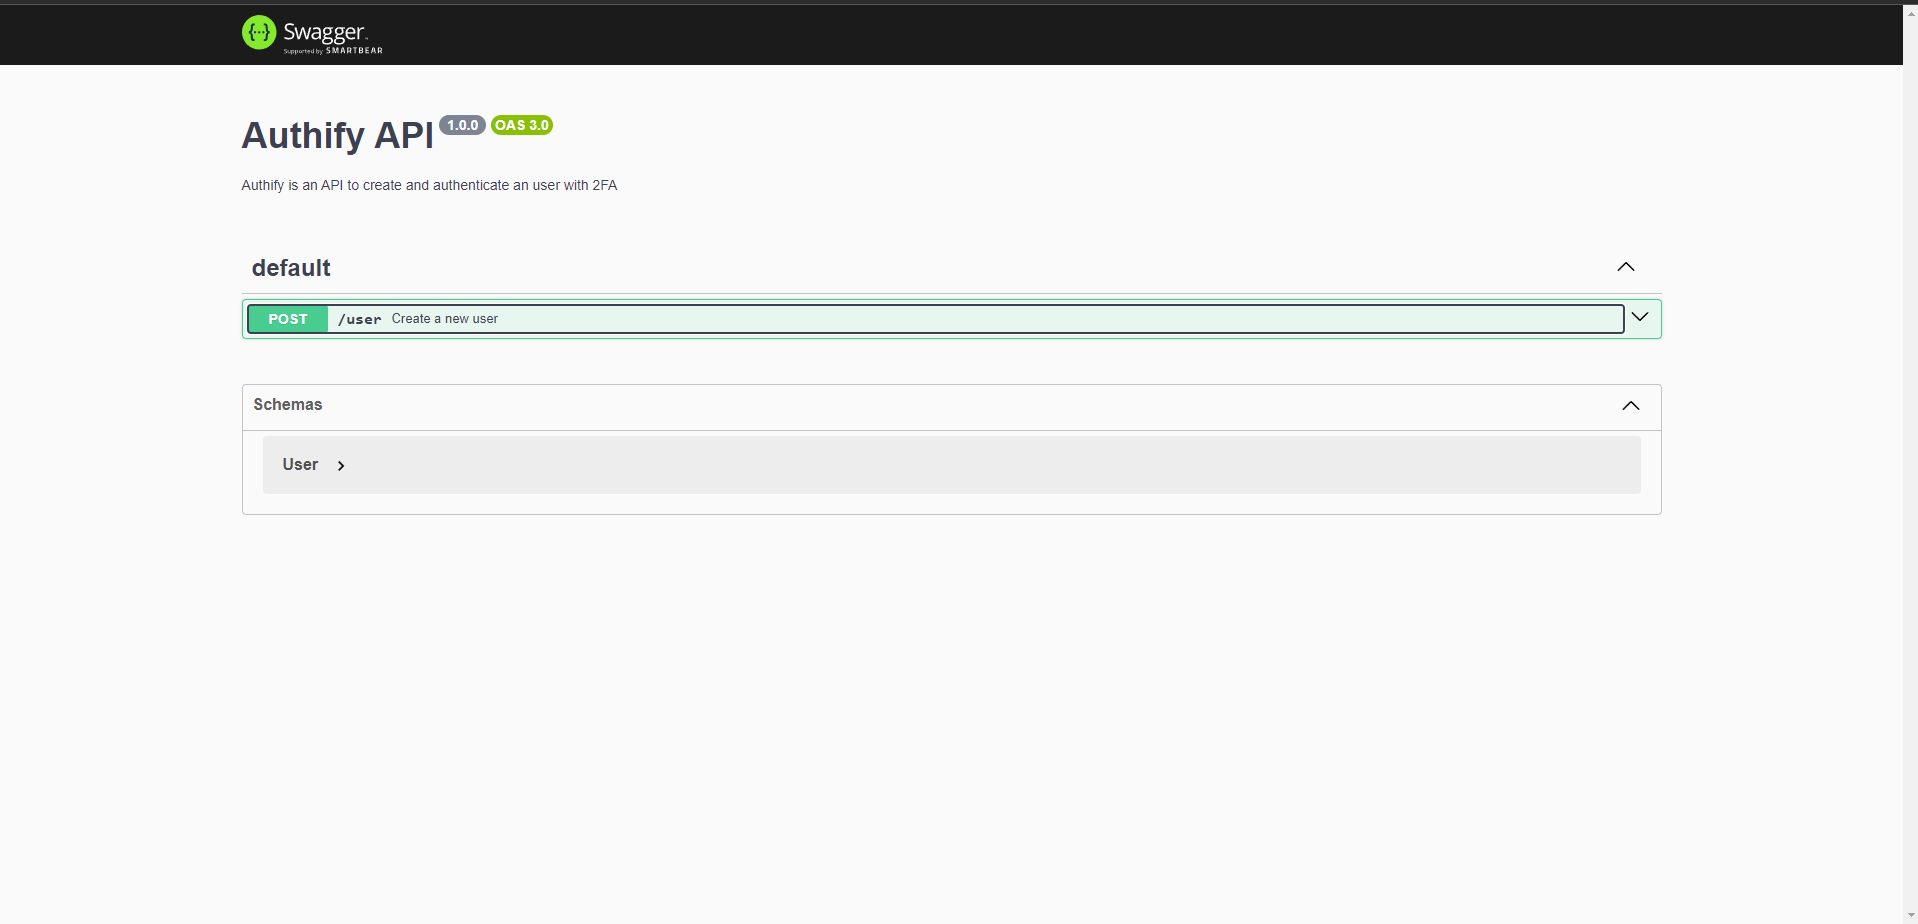 Swagger
Supported by SMARTBEAR
Authify API 1.0.0 OAS 3.0
Authify is an API to create and authenticate an user with 2FA
default
POST /user Create a new user
Schemas
User